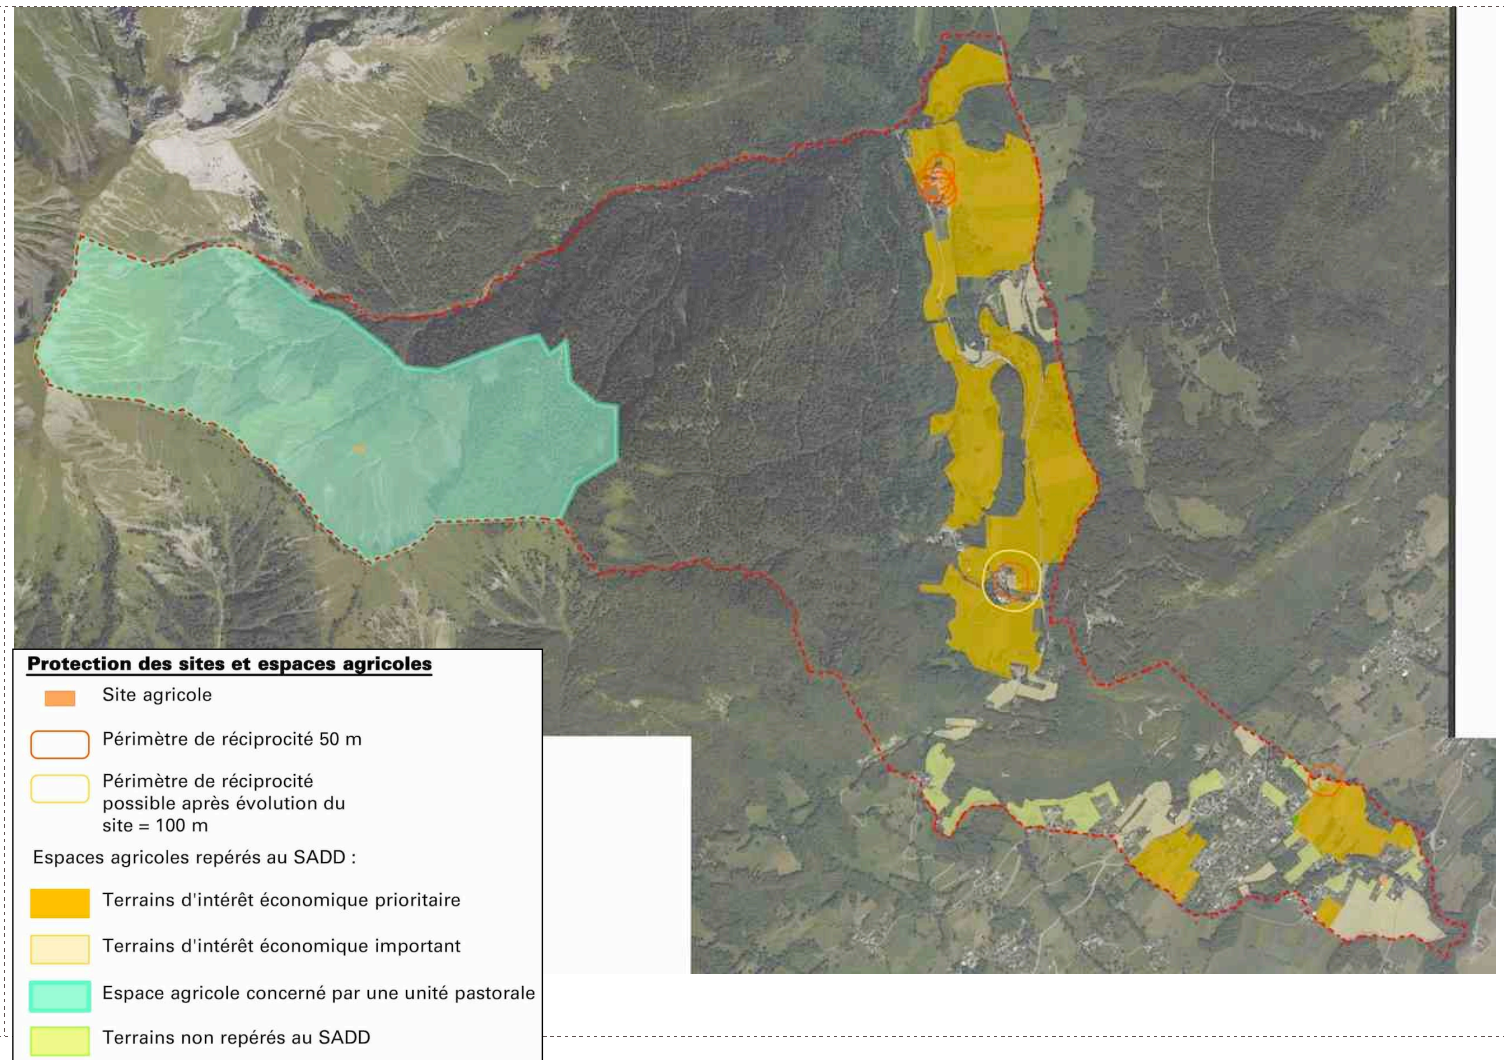 Protection des sites et espaces agricoles
Site agricole
Périmètre de réciprocité 50 m
Périmètre de réciprocité
possible après évolution du
site = 100 m
Espaces agricoles repérés au SADD :
Terrains d'intérêt économique prioritaire
Terrains d'intérêt économique important
Espace agricole concerné par une unité pastorale
Terrains non repérés au SADD